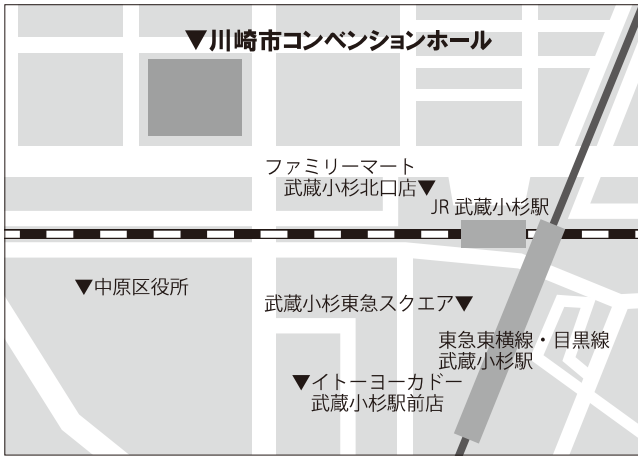 ▼川崎市コンベンションホール
ファミリーマート
武蔵小杉北口店▼
JR 武蔵小杉駅
▼中原区役所
武蔵小杉東急スクエア▼
東急東横線・目黒線
武蔵小杉駅
▼イトーヨーカドー
武蔵小杉駅前店